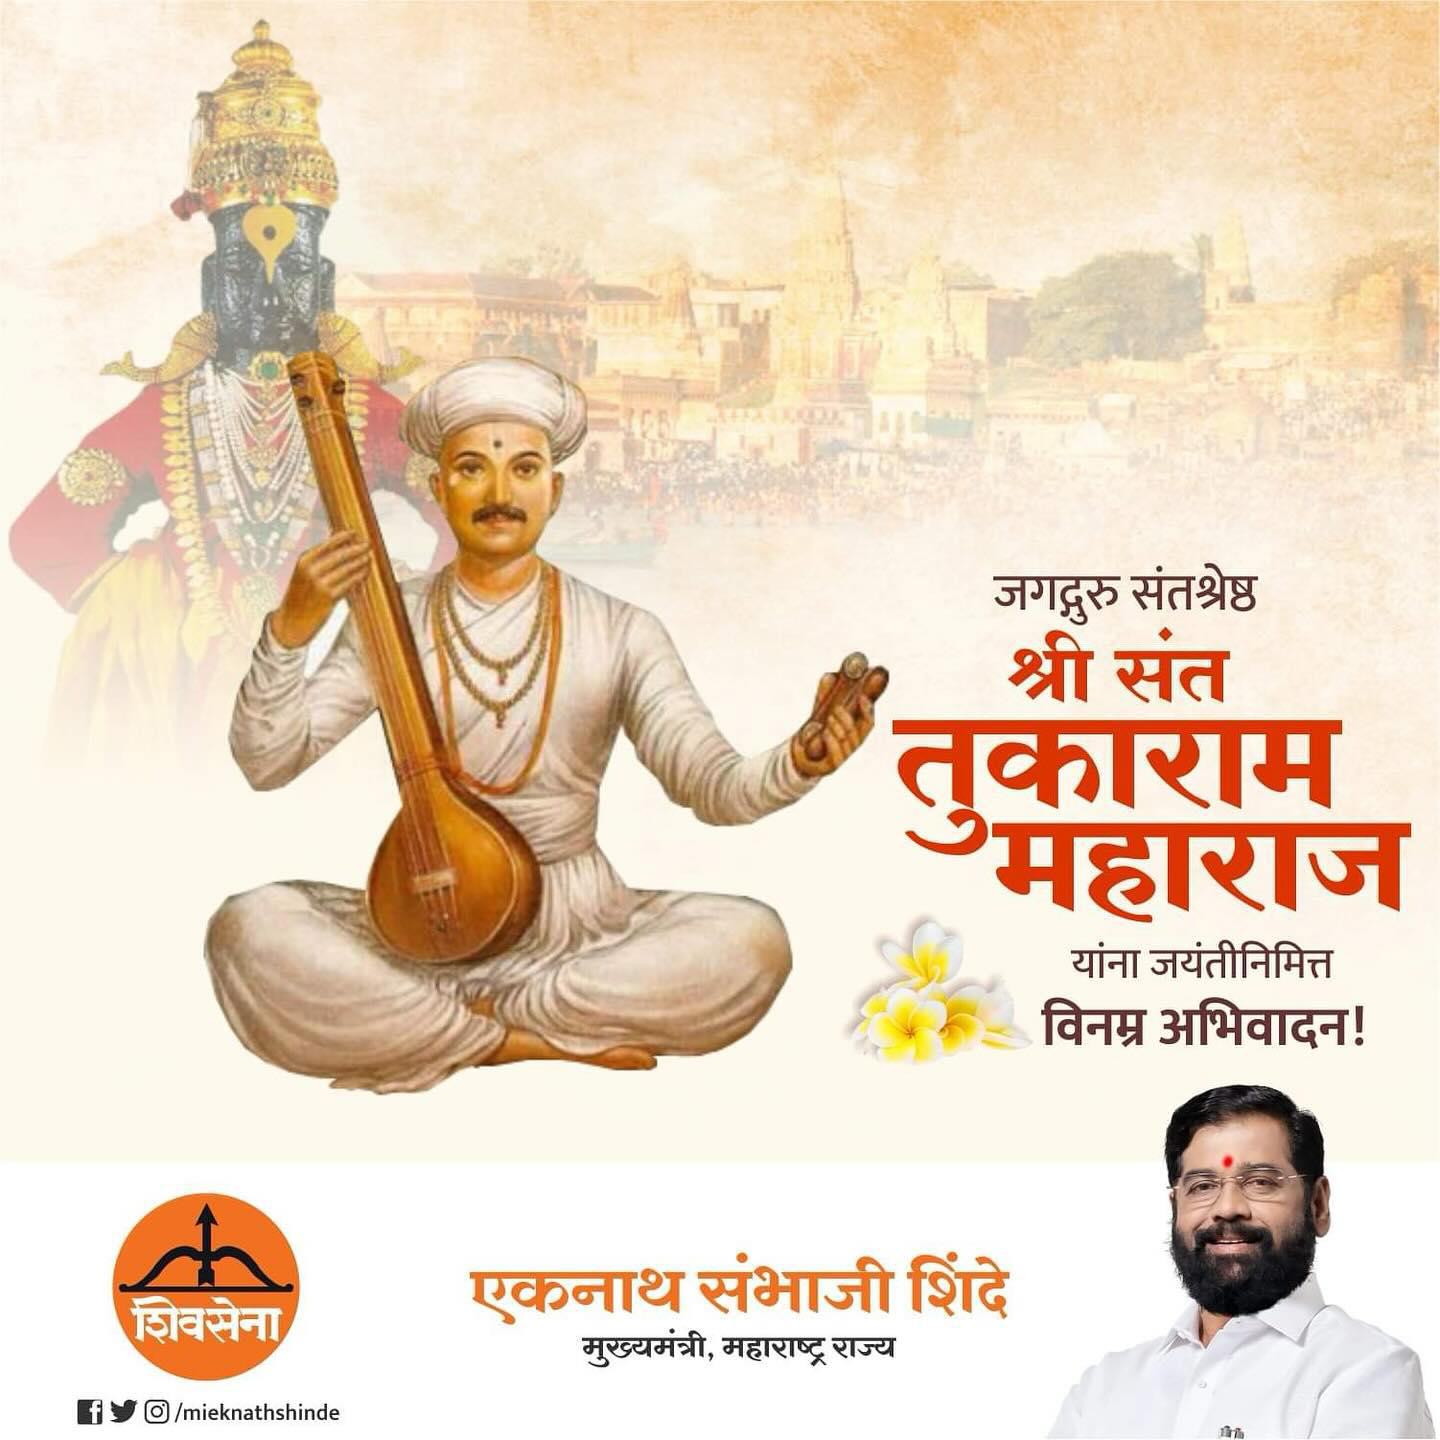 जगद्गुरु संतश्रेष्ठ
श्री संत
तुकाराम
महाराज
यांना जयंतीनिमित्त
विनम्र अभिवादन!
शिवसेना
एकनाथ संभाजी शिंदे
मुख्यमंत्री, महाराष्ट्र राज्य
/mieknathshinde